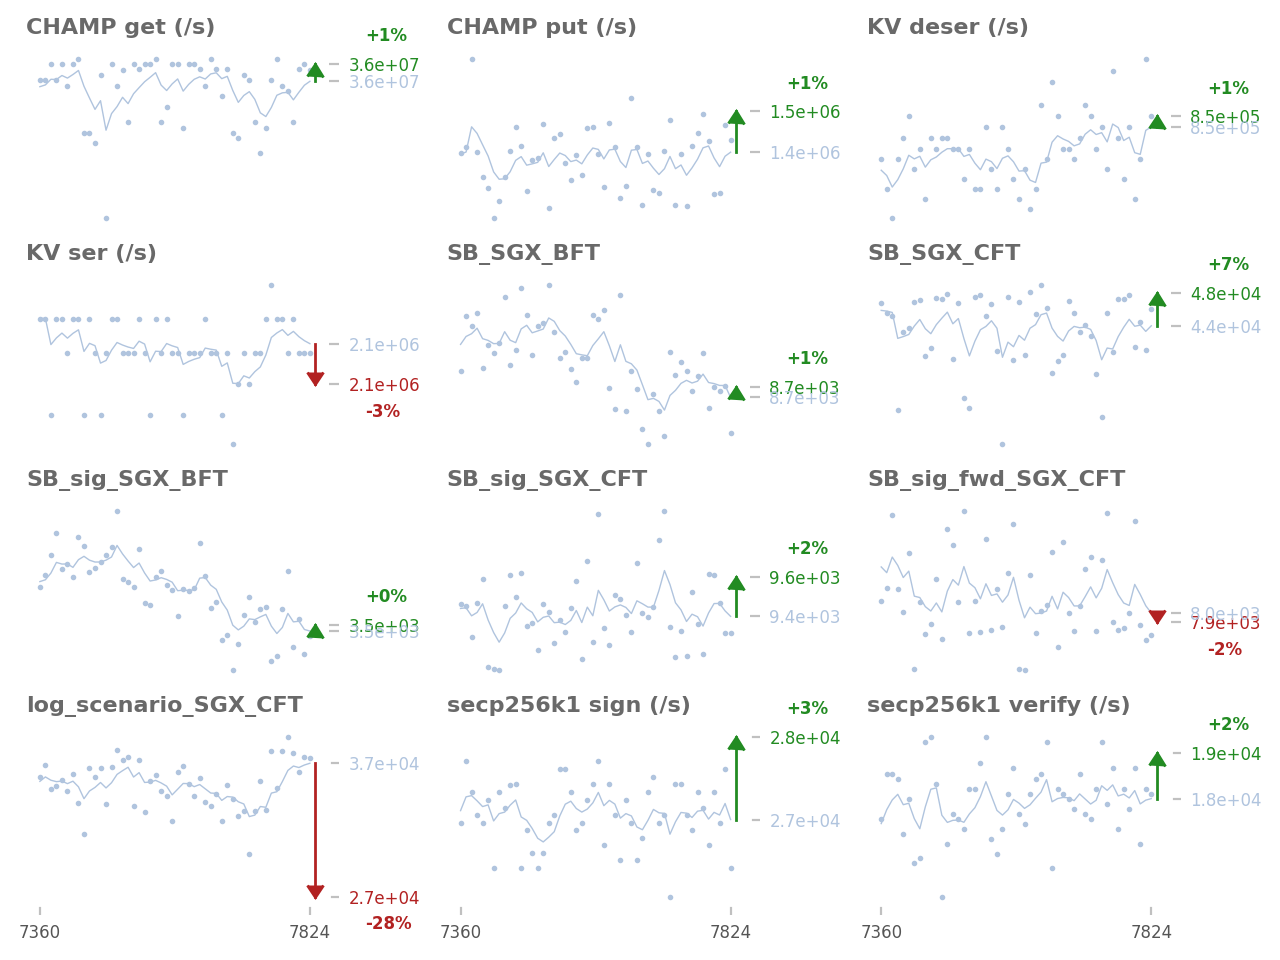 CHAMP get (/s)
+1%
3.6e+07
3.6e+07
CHAMP put (/s)
+1%
1.5e+06
1.4e+06
KV deser (/s)
+1%
8.5e+05
8.5e+05
KV ser (/s)
2.1e+06
2.1e+06
-3%
SB_SGX_BFT
+1%
8.7e+03
8.7e+03
SB_SGX_CFT
+7%
4.8e+04
4.4e+04
SB_sig_SGX_BFT
+0%
3.5e+03
3.5e+03
SB_sig_SGX_CFT
+2%
9.6e+03
9.4e+03
SB_sig_fwd_SGX_CFT
8.0e+03
7.9e+03
-2%
log_scenario_SGX_CFT
3.7e+04
2.7e+04
-28%
7360
7824
secp256k1 sign (/s)
+3%
2.8e+04
2.7e+04
7360
7824
secp256k1 verify (/s)
+2%
1.9e+04
1.8e+04
7360
7824